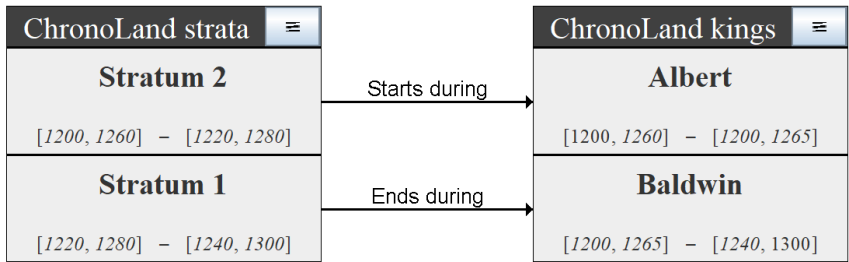 ChronoLand strata
Stratum 2
[1200, 1260] – [1220, 1280]
Stratum 1
[1220, 1280] – [1240, 1300]
Starts during
Ends during
ChronoLand kings
Albert
[1200, 1260] – [1200, 1265]
Baldwin
[1200, 1265] – [1240, 1300]